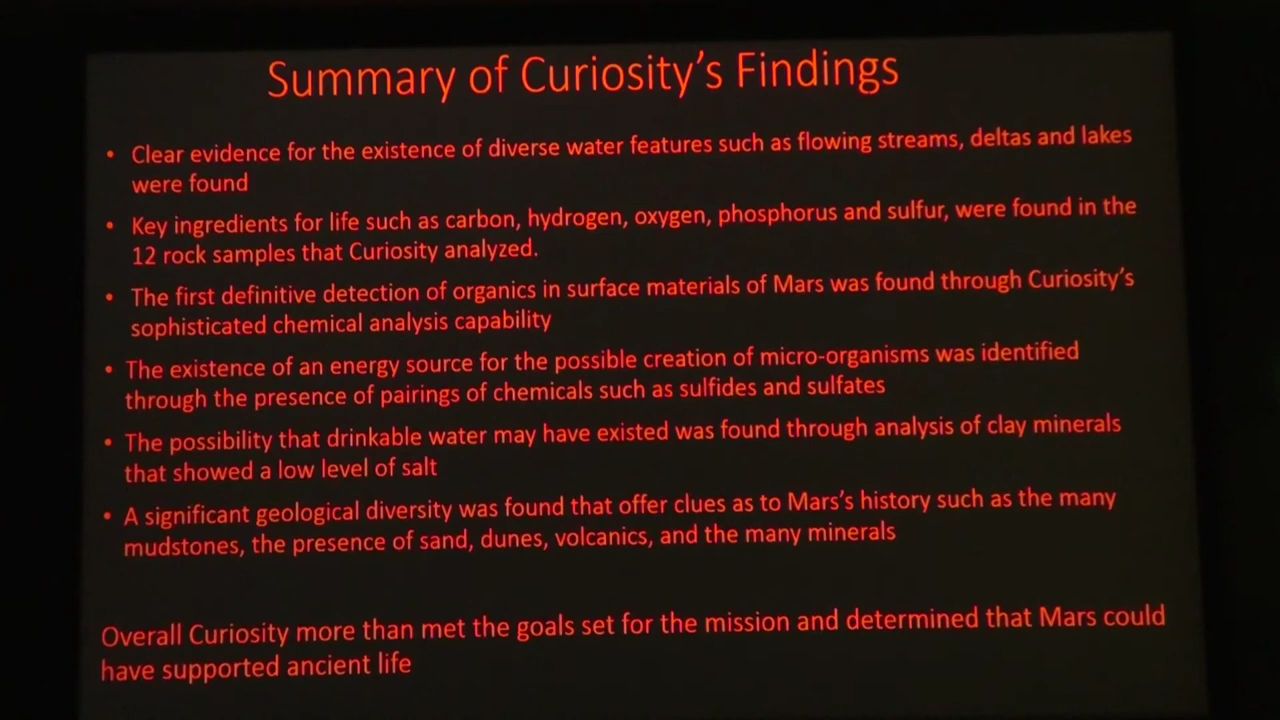 Summary of Curiosity's Findings
• Clear evidence for the existence of diverse water features such as flowing streams, deltas and lakes
were found
• Key ingredients for life such as carbon, hydrogen, oxygen, phosphorus and sulfur, were found in the
12 rock samples that Curiosity analyzed.
• The first definitive detection of organics in surface materials of Mars was found through Curiosity's
sophisticated chemical analysis capability
• The existence of an energy source for the possible creation of micro-organisms was identified
through the presence of pairings of chemicals such as sulfides and sulfates
• The possibility that drinkable water may have existed was found through analysis of clay minerals
that showed a low level of salt
• A significant geological diversity was found that offer clues as to Mars's history such as the many
mudstones, the presence of sand, dunes, volcanics, and the many minerals
Overall Curiosity more than met the goals set for the mission and determined that Mars could
have supported ancient life